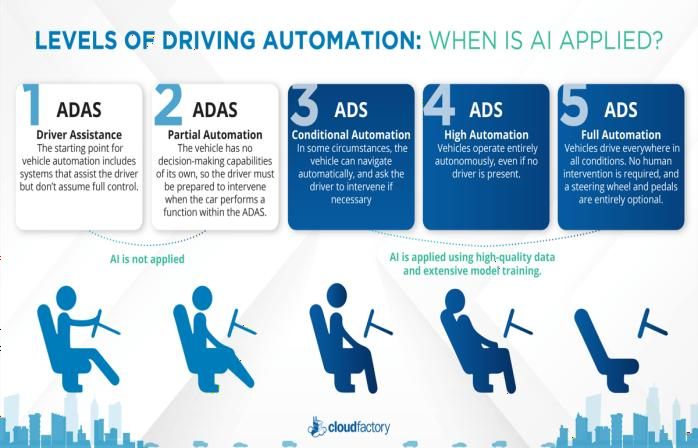 LEVELS OF DRIVING AUTOMATION: WHEN IS AI APPLIED?
1 ADAS
Driver Assistance
The starting point for
vehicle automation includes
systems that assist the driver
but don't assume full control.
2 ADAS
Partial Automation
The vehicle has no
decision-making capabilities
of its own, so the driver must
be prepared to intervene
when the car performs a
function within the ADAS.
3 ADS
Conditional Automation
In some circumstances, the
vehicle can navigate
automatically, and ask the
driver to intervene if
necessary
4 ADS
High Automation
Vehicles operate entirely
autonomously, even if no
driver is present.
5 ADS
Full Automation
Vehicles drive everywhere in
all conditions. No human
intervention is required, and
a steering wheel and pedals
are entirely optional.
AI is not applied
AI is applied using high-quality data
and extensive model training.
cloudfactory